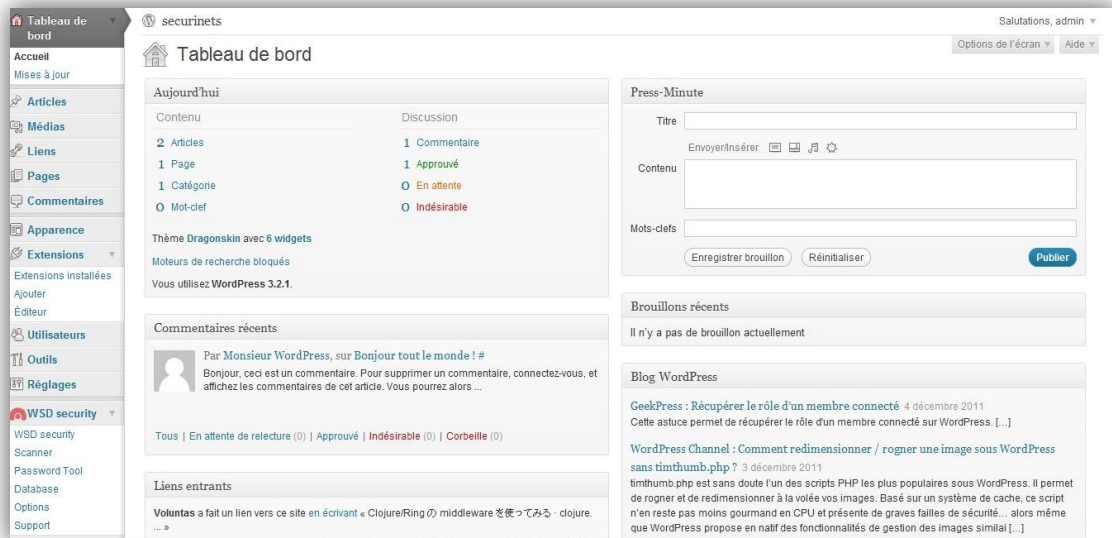 Tableau de bord
Accueil
Mises à jour
Articles
Médias
Liens
Pages
Commentaires
Apparence
Extensions
Extensions installées
Ajouter
Éditeur
Utilisateurs
Outils
Réglages
WSD security
WSD security
Scanner
Password Tool
Database
Options
Support
securinets
Salutations, admin
Options de l'écran
Aide
Tableau de bord
Aujourd'hui
Contenu
Discussion
2 Articles
1 Commentaire
1 Page
1 Approuvé
1 Catégorie
0 En attente
0 Mot-clef
0 Indésirable
Thème Dragonskin avec 6 widgets
Moteurs de recherche bloqués
Vous utilisez WordPress 3.2.1.
Commentaires récents
Par Monsieur WordPress, sur Bonjour tout le monde ! #
Bonjour, ceci est un commentaire. Pour supprimer un commentaire, connectez-vous, et
affichez les commentaires de cet article. Vous pourrez alors ...
Tous | En attente de relecture (0) | Approuvé | Indésirable (0) | Corbeille (0)
Liens entrants
Voluntas a fait un lien vers ce site en écrivant « Clojure/Ring の middleware を使ってみる · clojure.
... »
Press-Minute
Titre
Envoyer/Insérer
Contenu
Mots-clefs
Enregistrer brouillon
Réinitialiser
Publier
Brouillons récents
Il n'y a pas de brouillon actuellement
Blog WordPress
GeekPress : Récupérer le rôle d'un membre connecté 4 décembre 2011
Cette astuce permet de récupérer le rôle d'un membre connecté sur WordPress. [...]
WordPress Channel : Comment redimensionner / rogner une image sous WordPress
sans timthumb.php ? 3 décembre 2011
timthumb.php est sans doute l'un des scripts PHP les plus populaires sous WordPress. Il permet
de rogner et de redimensionner à la volée vos images. Basé sur un système de cache, ce script
n'en reste pas moins gourmand en CPU et présente de graves failles de sécurité... alors même
que WordPress propose en natif des fonctionnalités de gestion des images similai [...]